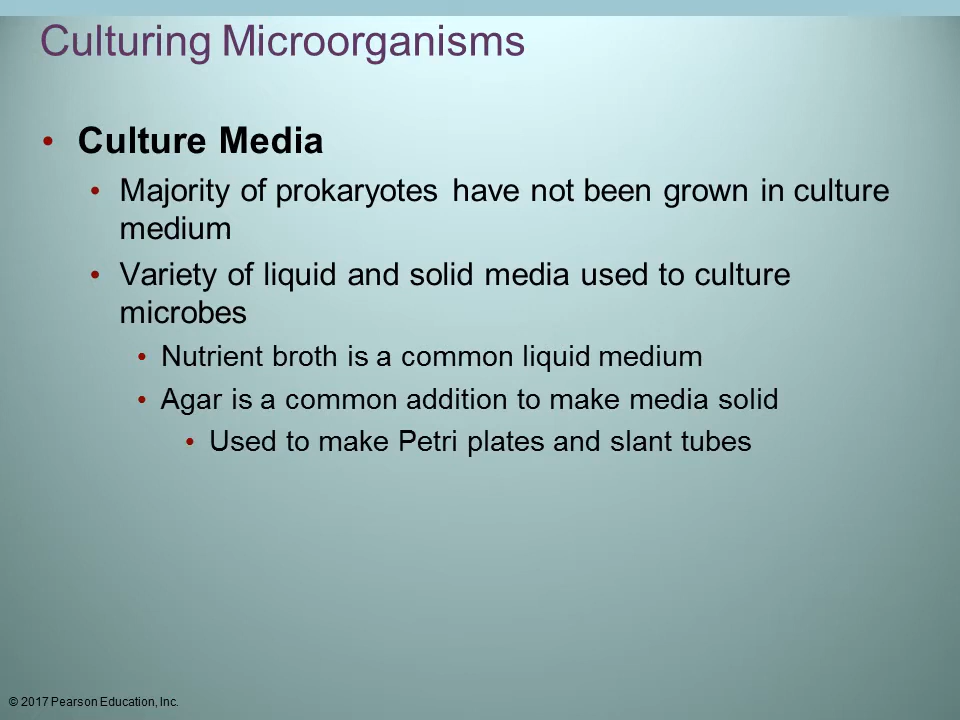 Culturing Microorganisms
• Culture Media
• Majority of prokaryotes have not been grown in culture
medium
• Variety of liquid and solid media used to culture
microbes
• Nutrient broth is a common liquid medium
• Agar is a common addition to make media solid
• Used to make Petri plates and slant tubes
© 2017 Pearson Education, Inc.